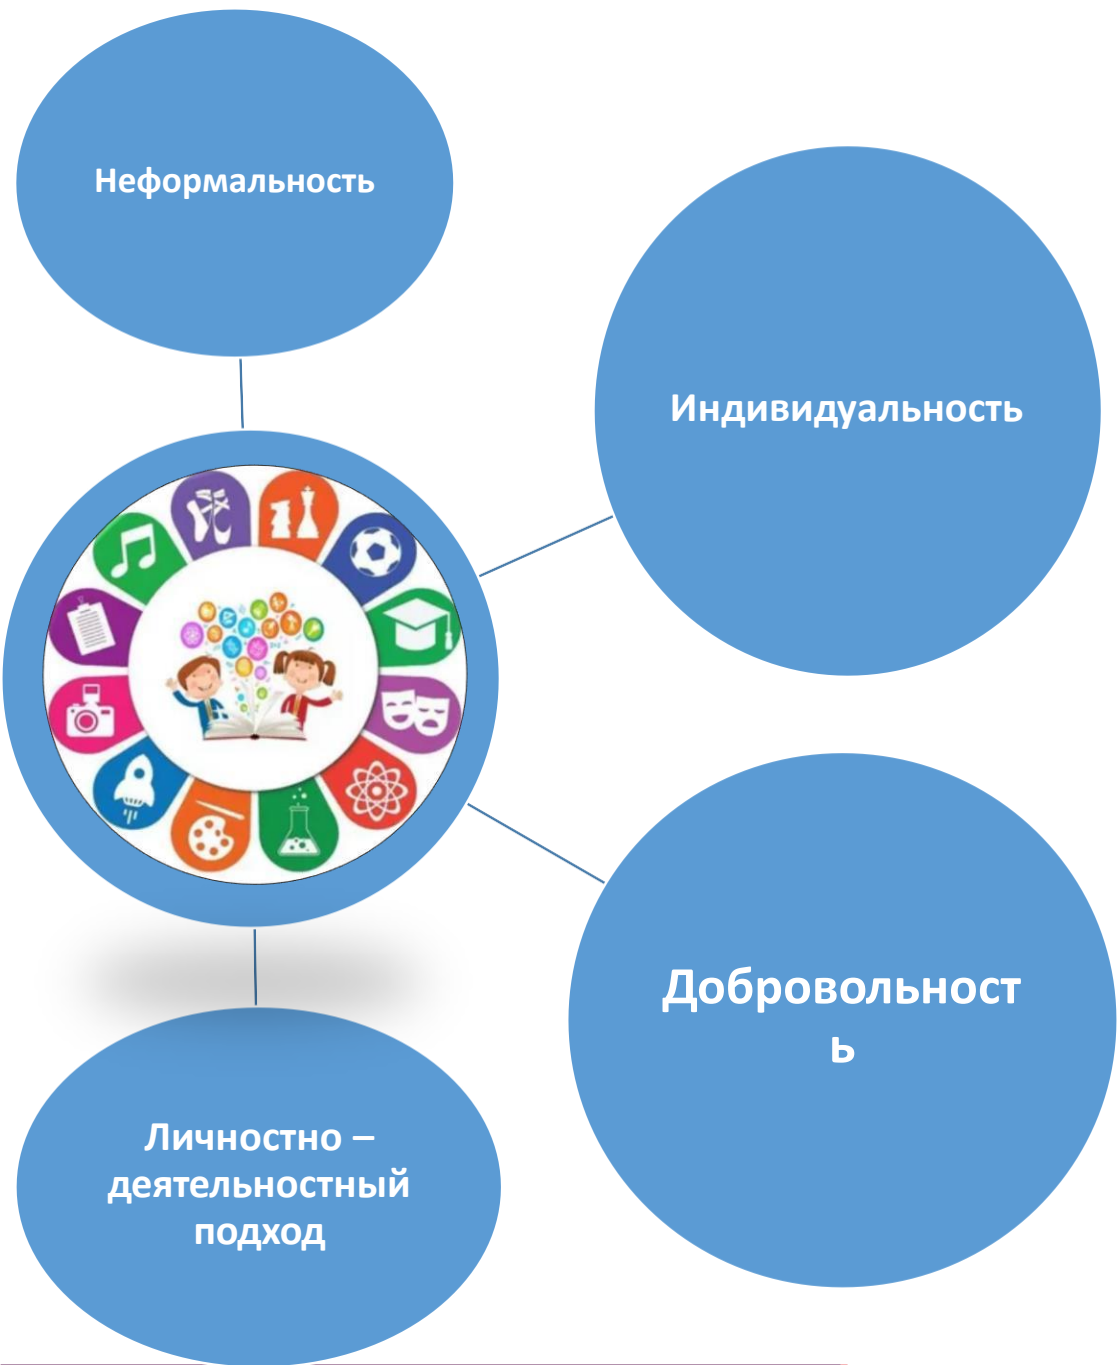 Неформальность
Индивидуальность
Добровольност
ь
Личностно –
деятельностный
подход